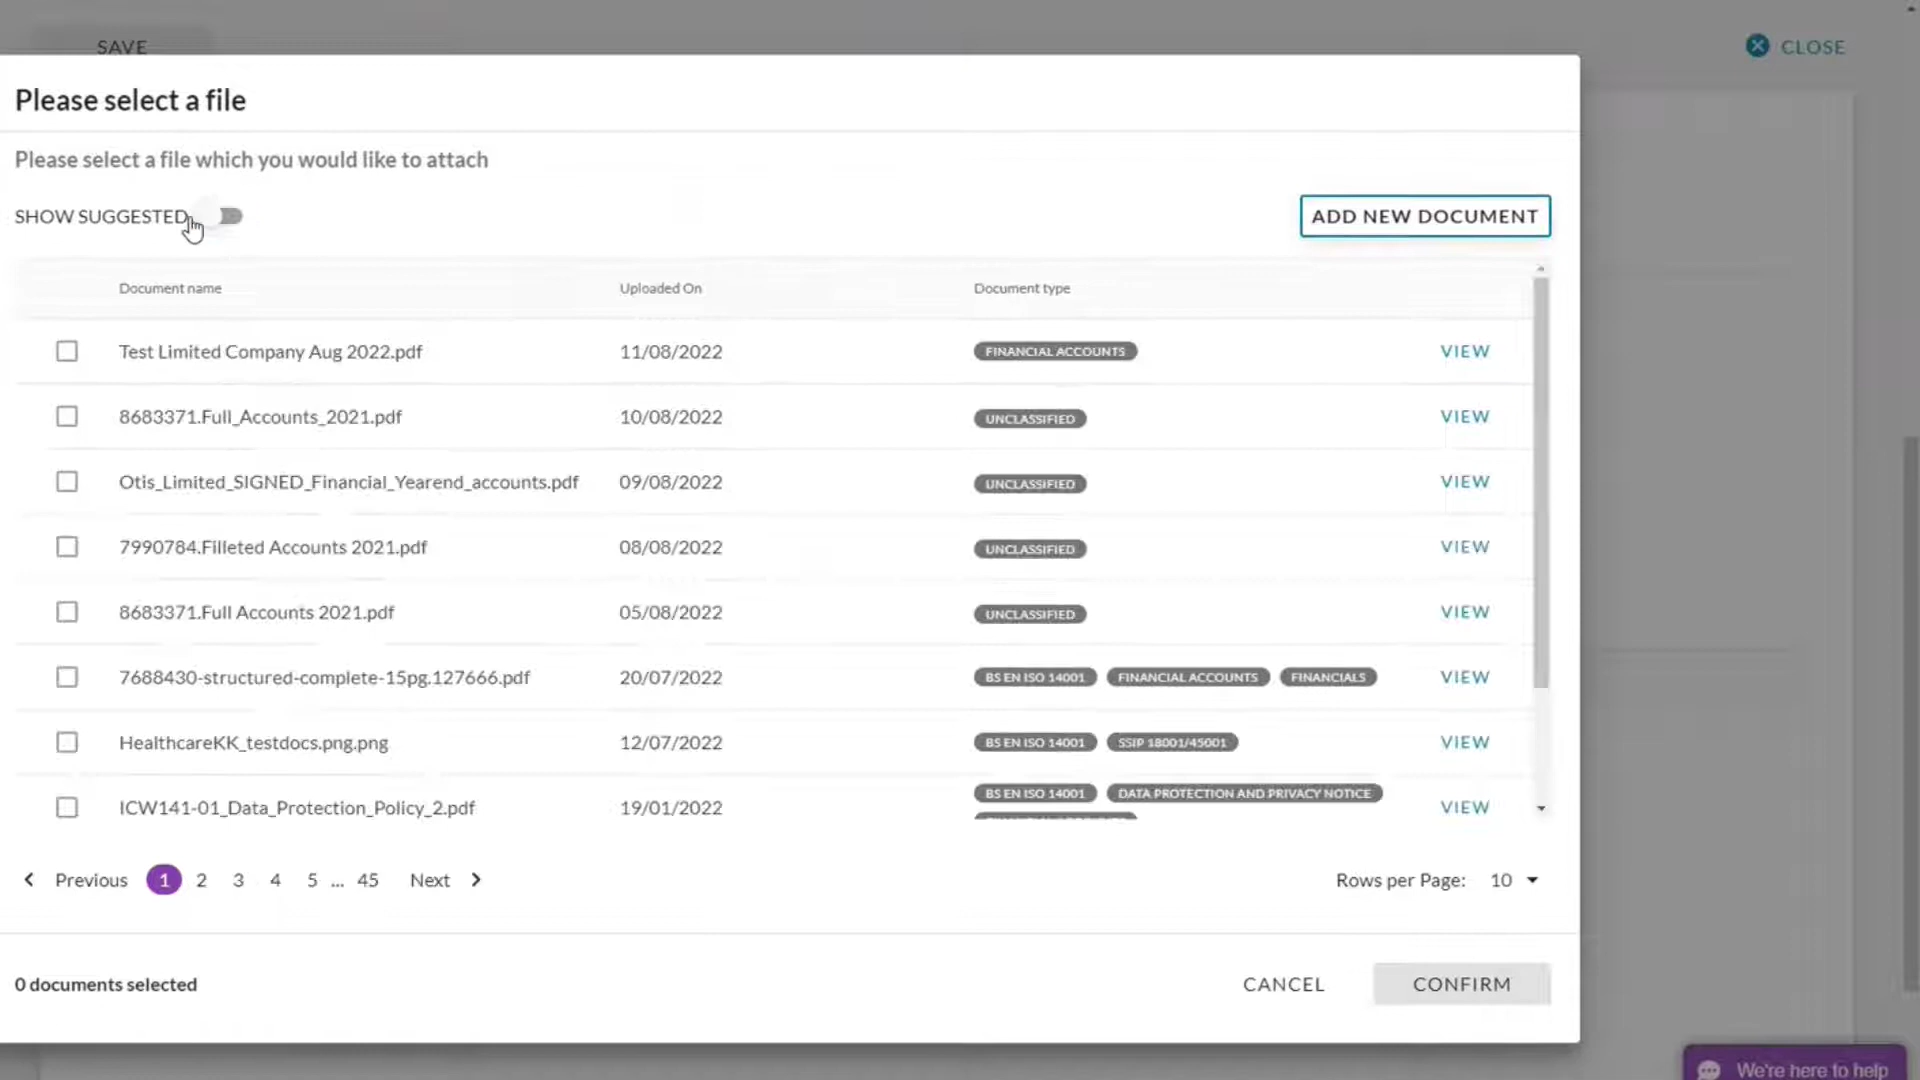 SAVE
CLOSE
Please select a file
Please select a file which you would like to attach
SHOW SUGGESTED
ADD NEW DOCUMENT
Document name Uploaded On Document type
Test Limited Company Aug 2022.pdf 11/08/2022 FINANCIAL ACCOUNTS VIEW
8683371.Full_Accounts_2021.pdf 10/08/2022 UNCLASSIFIED VIEW
Otis_Limited_SIGNED_Financial_Yearend_accounts.pdf 09/08/2022 UNCLASSIFIED VIEW
7990784.Filleted Accounts 2021.pdf 08/08/2022 UNCLASSIFIED VIEW
8683371.Full Accounts 2021.pdf 05/08/2022 UNCLASSIFIED VIEW
7688430-structured-complete-15pg.127666.pdf 20/07/2022 BS EN ISO 14001 FINANCIAL ACCOUNTS FINANCIALS VIEW
HealthcareKK_testdocs.png.png 12/07/2022 BS EN ISO 14001 SSIP 18001/45001 VIEW
ICW141-01_Data_Protection_Policy_2.pdf 19/01/2022 BS EN ISO 14001 DATA PROTECTION AND PRIVACY NOTICE VIEW
Previous 1 2 3 4 5 ... 45 Next
Rows per Page: 10
0 documents selected
CANCEL
CONFIRM
We're here to help